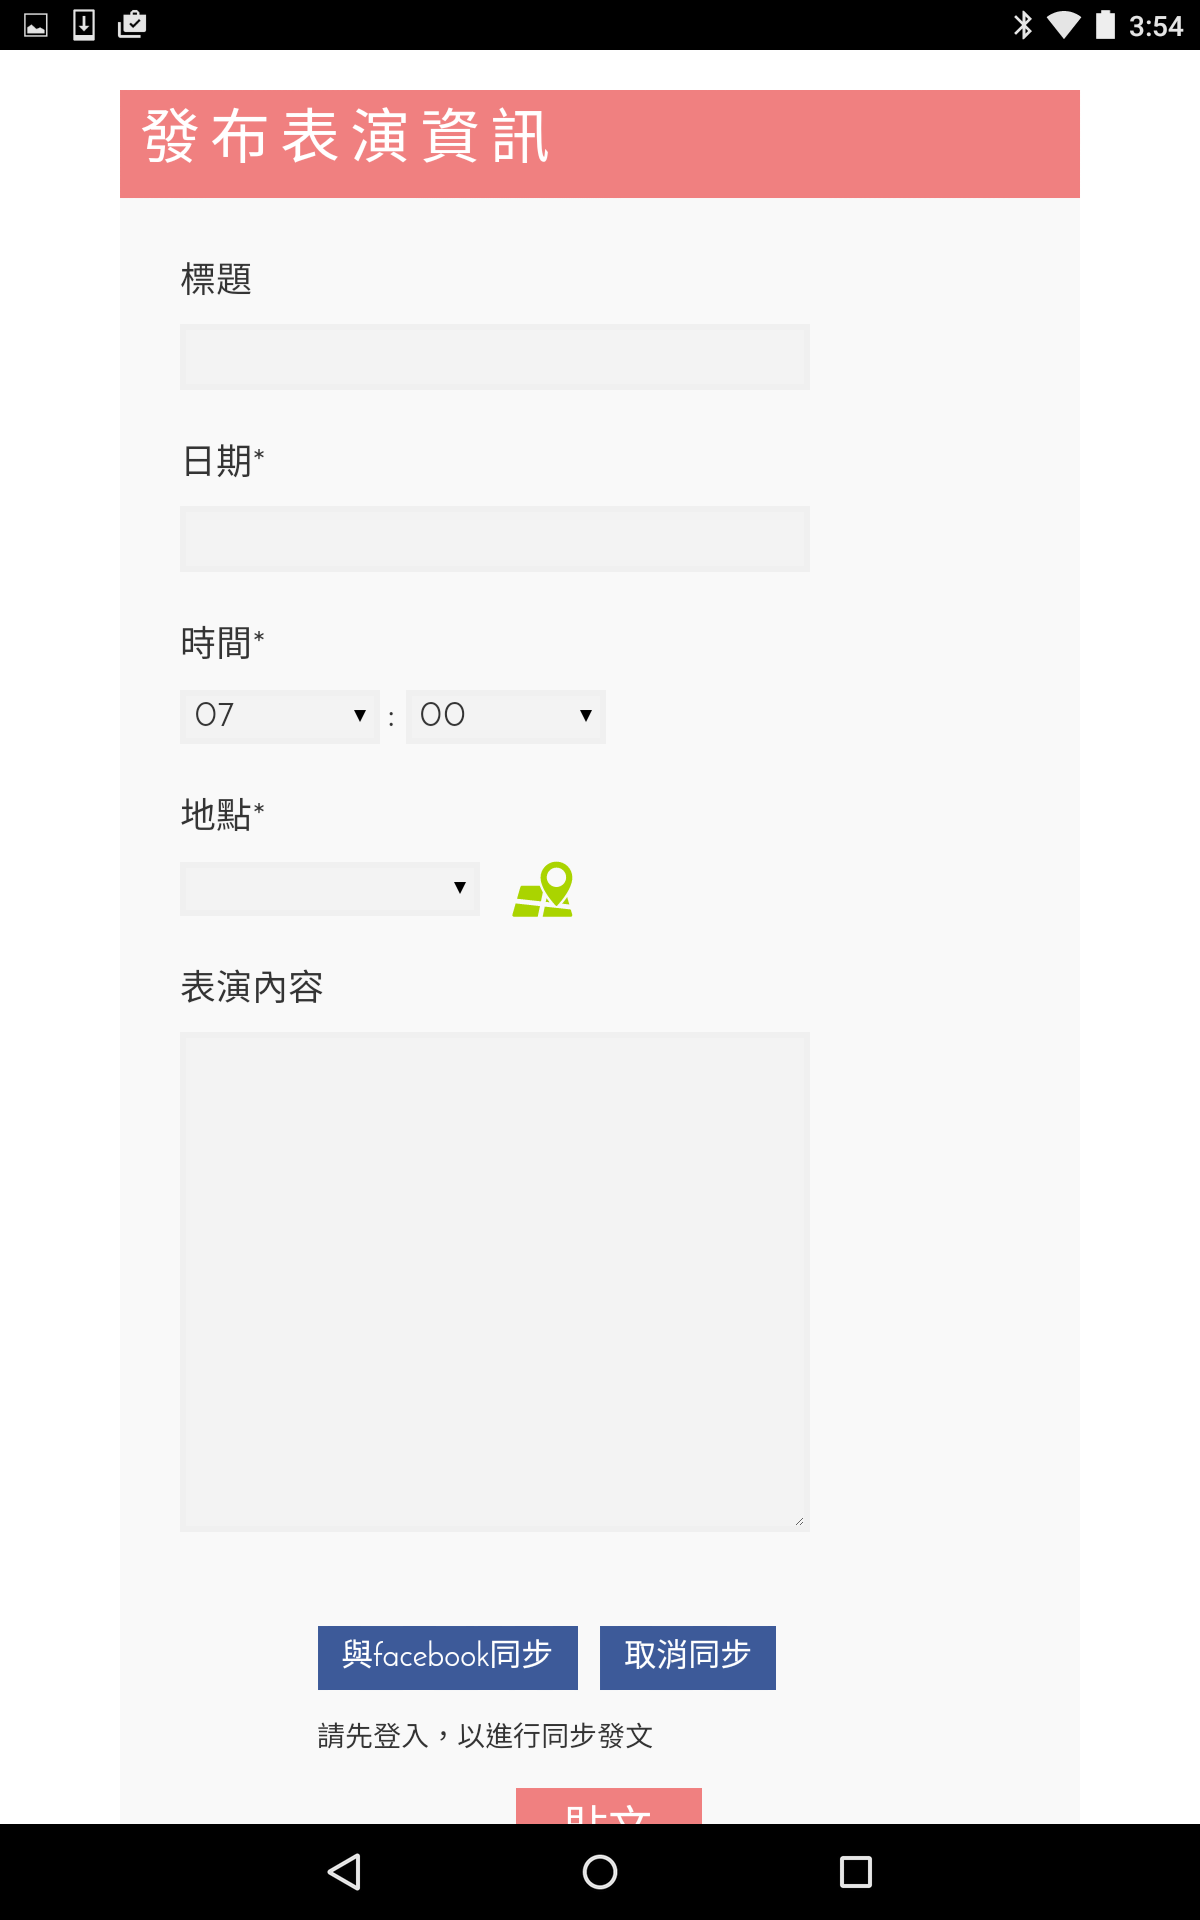 3:54
發布表演資訊
標題
日期*
時間*
07 : 00
地點*
表演內容
與facebook同步 取消同步
請先登入，以進行同步發文
貼文